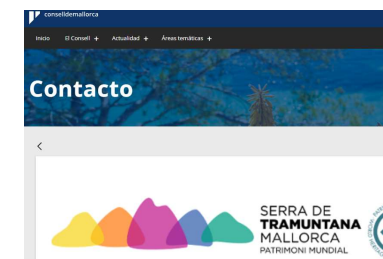 conselldemallorca
Inicio El Consell + Actualidad + Áreas temáticas +
Contacto
SERRA DE
TRAMUNTANA
MALLORCA
PATRIMONI MUNDIAL